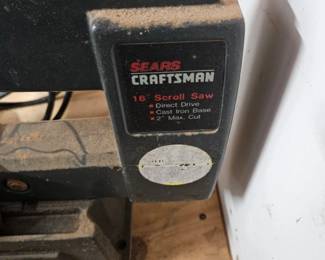 SEARS
CRAFTSMAN
16" Scroll Saw
Direct Drive
Cast Iron Base
2" Max. Cut